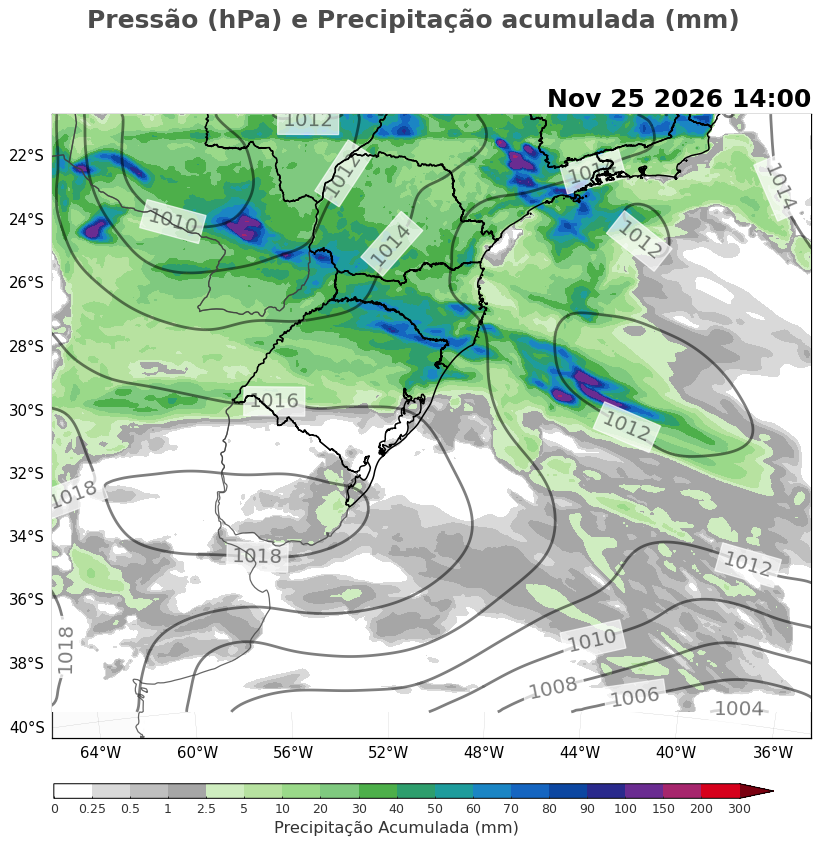 Pressão (hPa) e Precipitação acumulada (mm)
Nov 25 2026 14:00
1012
22°S
1012
1014
24°S
1010
1012
1014
26°S
28°S
30°S
1016
1012
32°S
1018
34°S
1018
1012
36°S
1018
1010
38°S
1008
1006
1004
40°S
64°W 60°W 56°W 52°W 48°W 44°W 40°W 36°W
0 0.25 0.5 1 2.5 5 10 20 30 40 50 60 70 80 90 100 150 200 300
Precipitação Acumulada (mm)